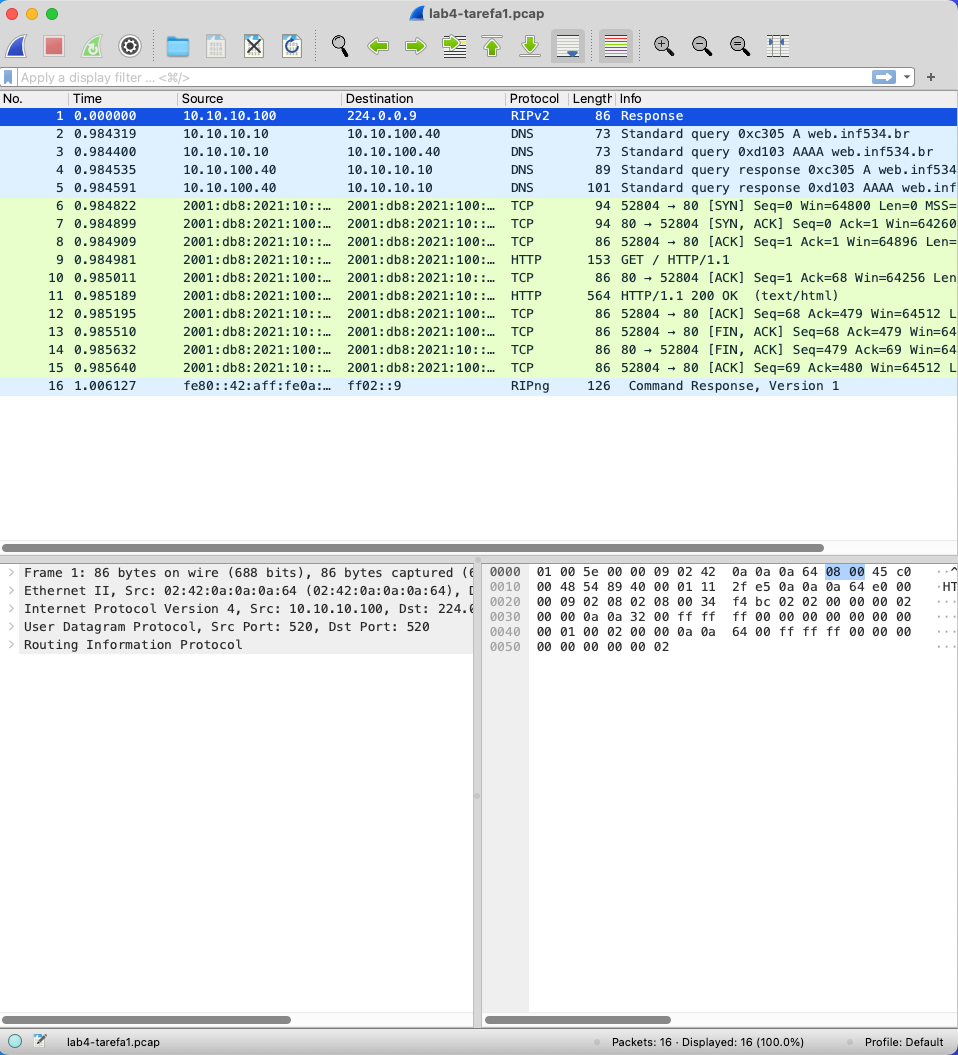 lab4-tarefa1.pcap
Apply a display filter ... <⌘/>
+
No. Time Source Destination Protocol Length Info
1 0.000000 10.10.10.100 224.0.0.9 RIPv2 86 Response
2 0.984319 10.10.10.10 10.10.100.40 DNS 73 Standard query 0xc305 A web.inf534.br
3 0.984400 10.10.10.10 10.10.100.40 DNS 73 Standard query 0xd103 AAAA web.inf534.br
4 0.984535 10.10.100.40 10.10.10.10 DNS 89 Standard query response 0xc305 A web.inf534
5 0.984591 10.10.100.40 10.10.10.10 DNS 101 Standard query response 0xd103 AAAA web.inf
6 0.984822 2001:db8:2021:10::… 2001:db8:2021:100:… TCP 94 52804 → 80 [SYN] Seq=0 Win=64800 Len=0 MSS=
7 0.984899 2001:db8:2021:100:… 2001:db8:2021:10::… TCP 94 80 → 52804 [SYN, ACK] Seq=0 Ack=1 Win=64260
8 0.984909 2001:db8:2021:10::… 2001:db8:2021:100:… TCP 86 52804 → 80 [ACK] Seq=1 Ack=1 Win=64896 Len=
9 0.984981 2001:db8:2021:10::… 2001:db8:2021:100:… HTTP 153 GET / HTTP/1.1
10 0.985011 2001:db8:2021:100:… 2001:db8:2021:10::… TCP 86 80 → 52804 [ACK] Seq=1 Ack=68 Win=64256 Len
11 0.985189 2001:db8:2021:100:… 2001:db8:2021:10::… HTTP 564 HTTP/1.1 200 OK (text/html)
12 0.985195 2001:db8:2021:10::… 2001:db8:2021:100:… TCP 86 52804 → 80 [ACK] Seq=68 Ack=479 Win=64512 L
13 0.985510 2001:db8:2021:10::… 2001:db8:2021:100:… TCP 86 52804 → 80 [FIN, ACK] Seq=68 Ack=479 Win=64
14 0.985632 2001:db8:2021:100:… 2001:db8:2021:10::… TCP 86 80 → 52804 [FIN, ACK] Seq=479 Ack=69 Win=64
15 0.985640 2001:db8:2021:10::… 2001:db8:2021:100:… TCP 86 52804 → 80 [ACK] Seq=69 Ack=480 Win=64512 L
16 1.006127 fe80::42:aff:fe0a:… ff02::9 RIPng 126 Command Response, Version 1
Frame 1: 86 bytes on wire (688 bits), 86 bytes captured (6
Ethernet II, Src: 02:42:0a:0a:0a:64 (02:42:0a:0a:0a:64), D
Internet Protocol Version 4, Src: 10.10.10.100, Dst: 224.0
User Datagram Protocol, Src Port: 520, Dst Port: 520
Routing Information Protocol
0000 01 00 5e 00 00 09 02 42 0a 0a 0a 64 08 00 45 c0 ··^
0010 00 48 54 89 40 00 01 11 2f e5 0a 0a 0a 64 e0 00 ·HT
0020 00 09 02 08 02 08 00 34 f4 bc 02 02 00 00 00 02 ···
0030 00 00 0a 0a 32 00 ff ff ff 00 00 00 00 00 00 00 ···
0040 00 01 00 02 00 00 0a 0a 64 00 ff ff ff 00 00 00 ···
0050 00 00 00 00 00 02 ···
lab4-tarefa1.pcap Packets: 16 · Displayed: 16 (100.0%) Profile: Default